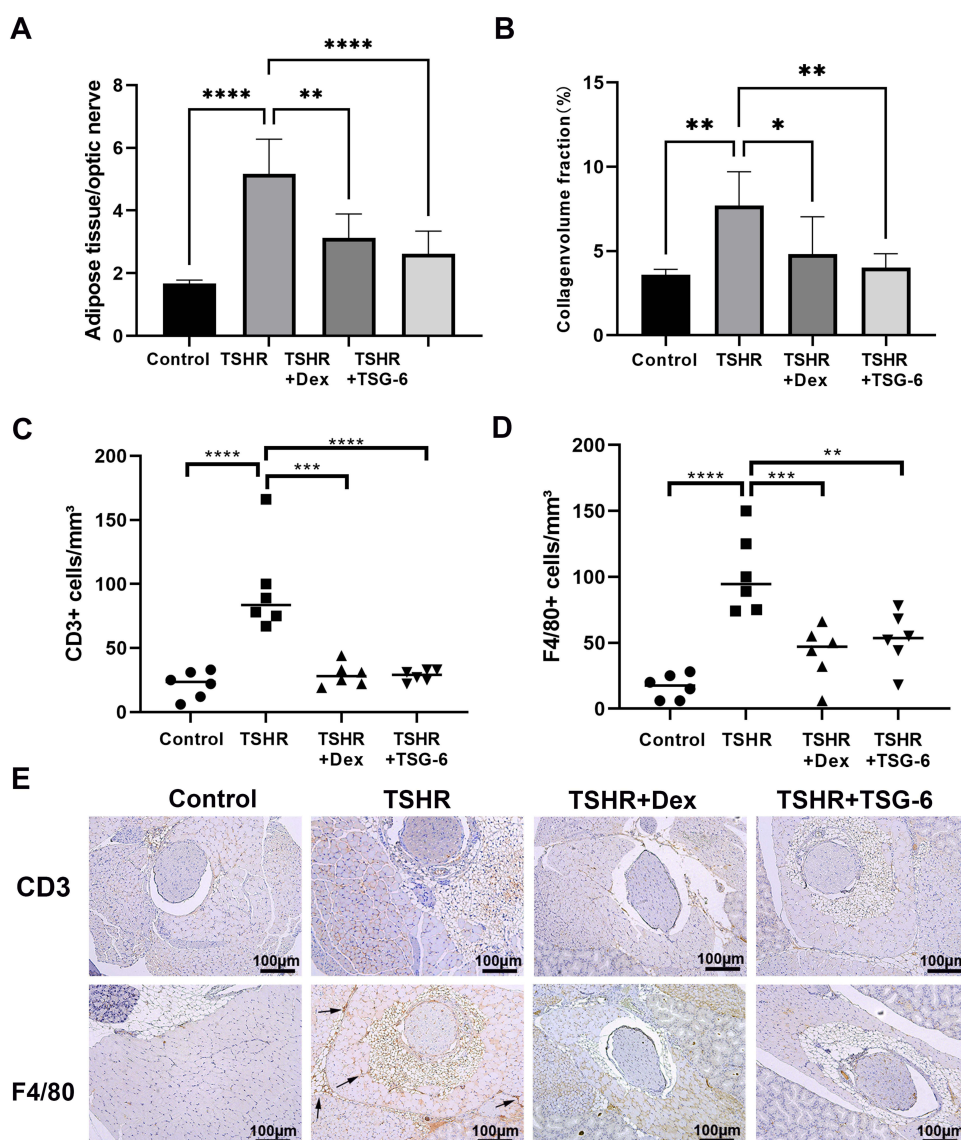 A
Adipose tissue/optic nerve
8
6
4
2
0
****
****
**
Control
TSHR
TSHR
+Dex
TSHR
+TSG-6
B
Collagenvolume fraction(%)
15
10
5
0
**
**
*
Control
TSHR
TSHR
+Dex
TSHR
+TSG-6
C
CD3+ cells/mm³
200
150
100
50
0
****
****
***
Control
TSHR
TSHR
+Dex
TSHR
+TSG-6
D
F4/80+ cells/mm³
200
150
100
50
0
**
****
***
Control
TSHR
TSHR
+Dex
TSHR
+TSG-6
E
Control
TSHR
TSHR+Dex
TSHR+TSG-6
CD3
100μm
100μm
100μm
100μm
F4/80
100μm
100μm
100μm
100μm